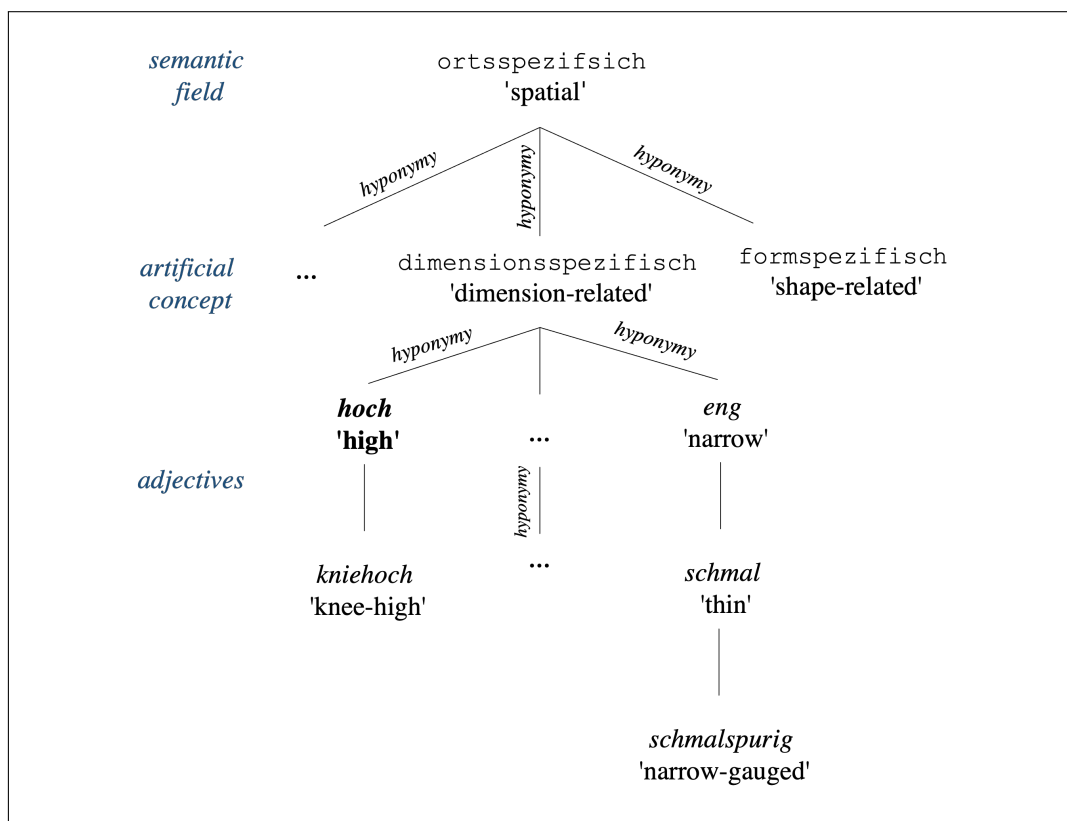 semantic
field
ortsspezifsich
'spatial'
hyponymy
hyponymy
hyponymy
artificial
concept
...
dimensionsspezifisch
'dimension-related'
formspezifisch
'shape-related'
hyponymy
hyponymy
hoch
'high'
...
eng
'narrow'
adjectives
hyponymy
kniehoch
'knee-high'
...
schmal
'thin'
schmalspurig
'narrow-gauged'